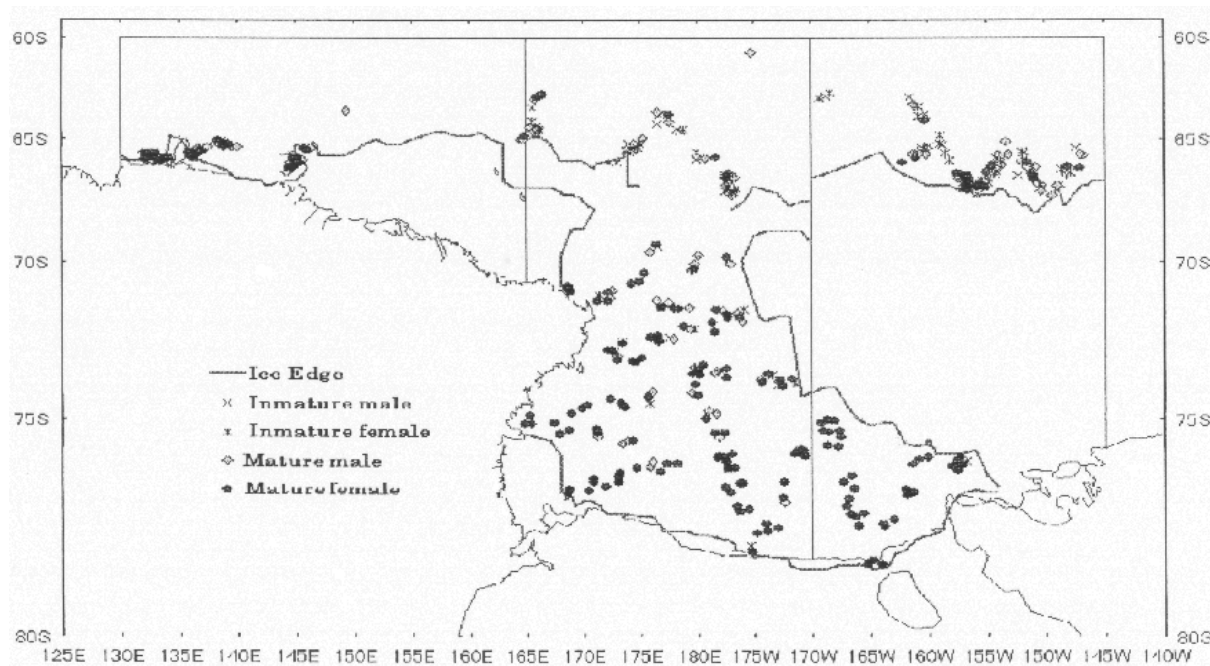 60S 60S
65S 65S
70S 70S
Ice Edge
Inmature male
75S Inmature female 75S
Mature male
Mature female
80S 80S
125E 130E 135E 140E 145E 150E 155E 160E 165E 170E 175E 180E 175W 170W 165W 160W 155W 150W 145W 140W